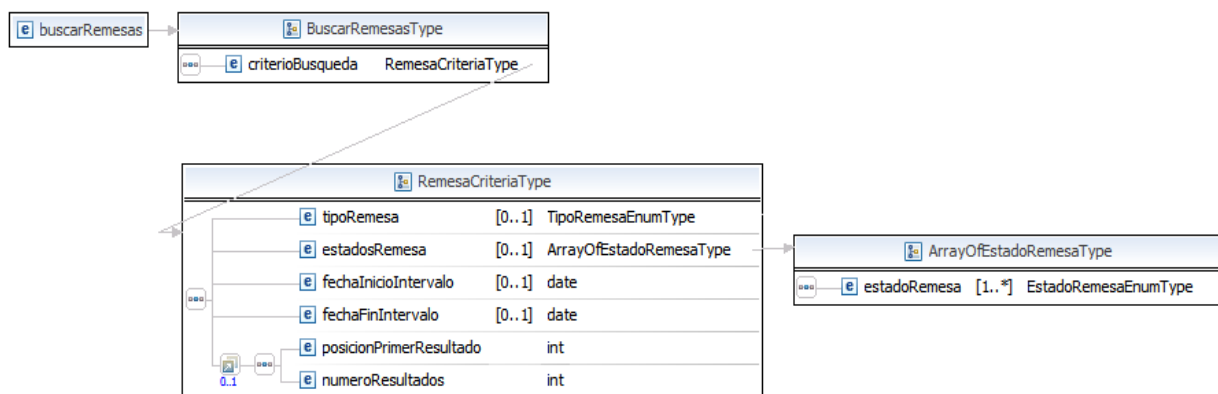 buscarRemesas
BuscarRemesasType
criterioBusqueda RemesaCriteriaType
RemesaCriteriaType
tipoRemesa [0..1] TipoRemesaEnumType
estadosRemesa [0..1] ArrayOfEstadoRemesaType
fechaInicioIntervalo [0..1] date
fechaFinIntervalo [0..1] date
posicionPrimerResultado int
0..1
numeroResultados int
ArrayOfEstadoRemesaType
estadoRemesa [1..*] EstadoRemesaEnumType